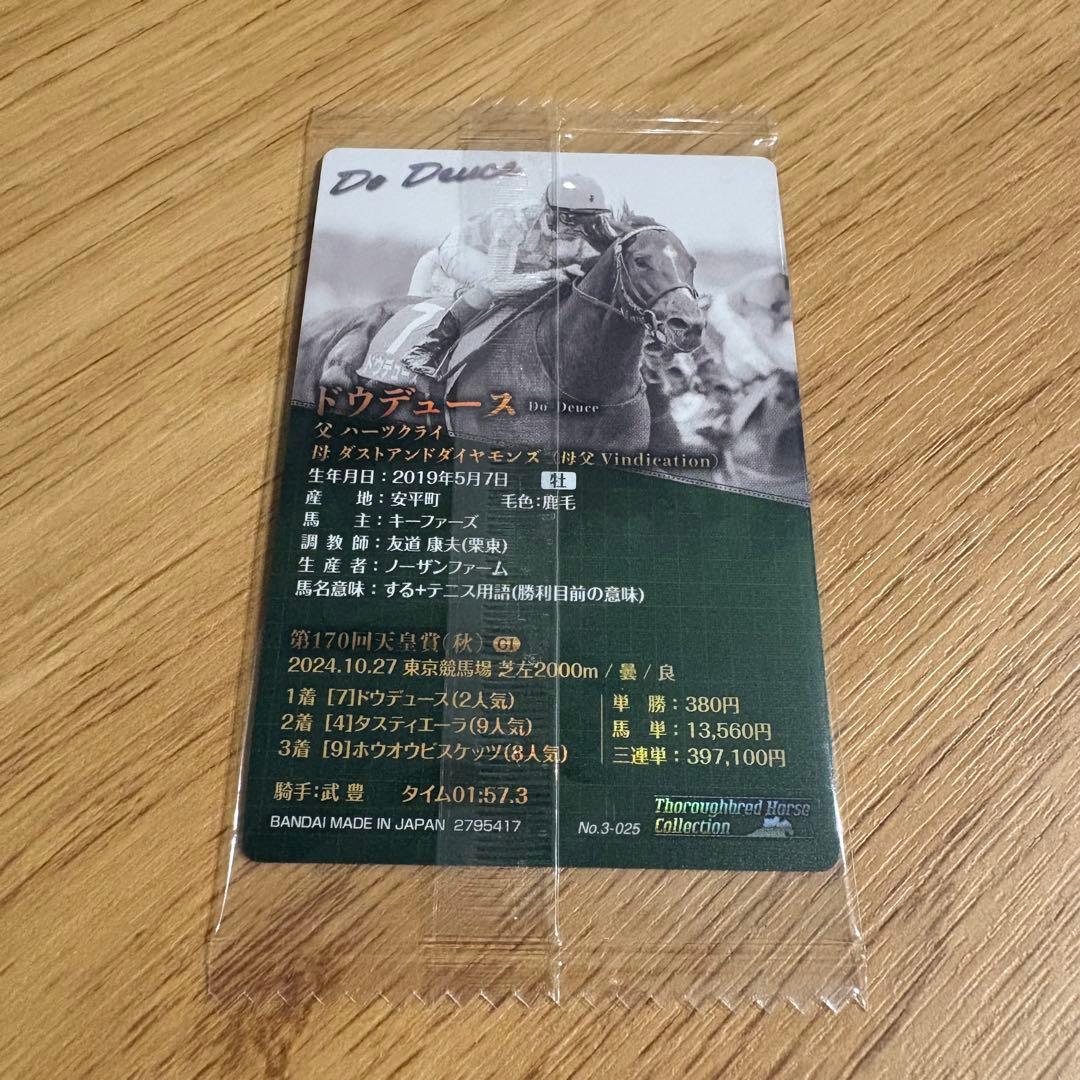 Do Deuce
7
ドウデュース
ドウデュース Do Deuce
父 ハーツクライ
母 ダストアンドダイヤモンズ (母父 Vindication)
生年月日:2019年5月7日 牡
産 地:安平町 毛色:鹿毛
馬 主:キーファーズ
調教師:友道 康夫(栗東)
生産者:ノーザンファーム
馬名意味:する+テニス用語(勝利目前の意味)
第170回天皇賞(秋) GI
2024.10.27 東京競馬場 芝左2000m / 曇 / 良
1着 [7]ドウデュース(2人気) 単 勝:380円
2着 [4]タスティエーラ(9人気) 馬 単:13,560円
3着 [9]ホウオウビスケッツ(8人気) 三連単:397,100円
騎手:武 豊 タイム01:57.3
BANDAI MADE IN JAPAN 2795417 No.3-025
Thoroughbred Horse
Collection